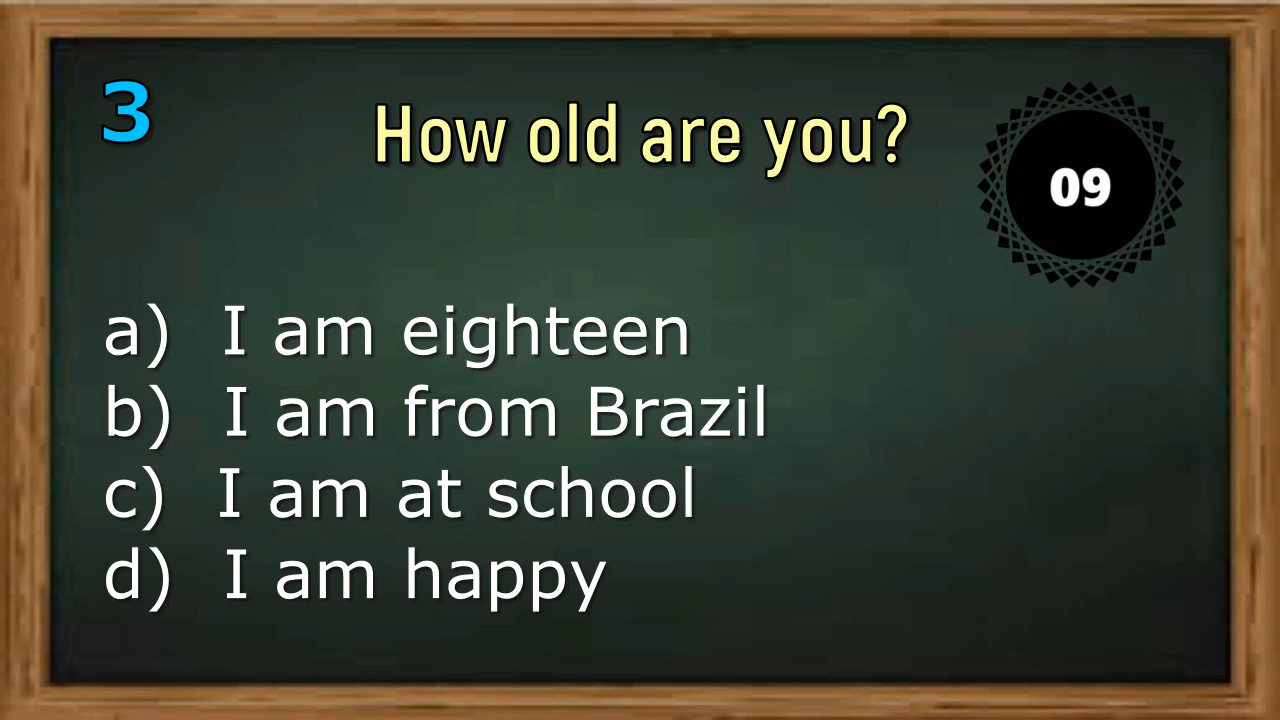 3
How old are you?
09
a) I am eighteen
b) I am from Brazil
c) I am at school
d) I am happy